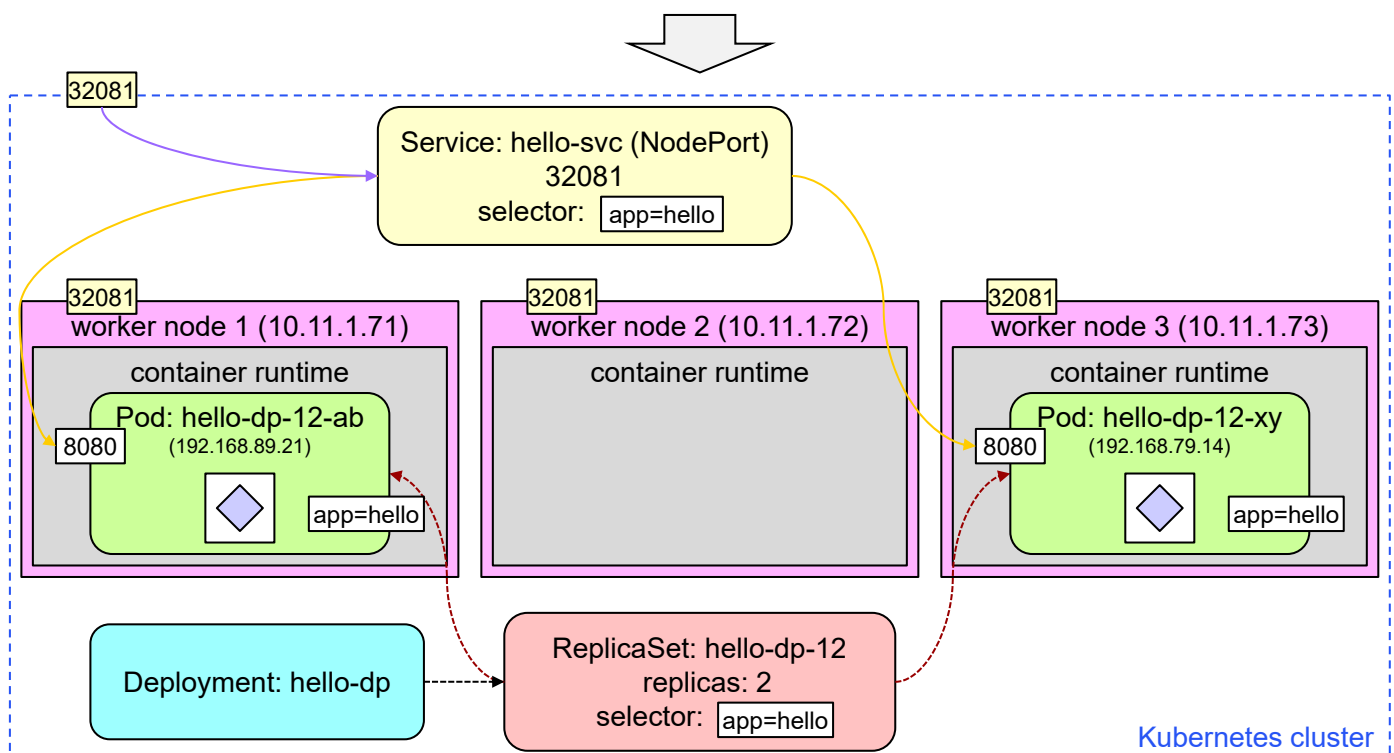 32081
Service: hello-svc (NodePort)
32081
selector: app=hello
32081
worker node 1 (10.11.1.71)
container runtime
Pod: hello-dp-12-ab
(192.168.89.21)
8080
app=hello
32081
worker node 2 (10.11.1.72)
container runtime
32081
worker node 3 (10.11.1.73)
container runtime
Pod: hello-dp-12-xy
(192.168.79.14)
8080
app=hello
Deployment: hello-dp
ReplicaSet: hello-dp-12
replicas: 2
selector: app=hello
Kubernetes cluster